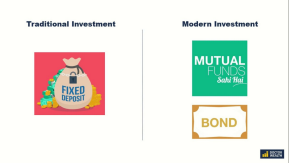 Traditional Investment
Modern Investment
FIXED
DEPOSIT
MUTUAL
FUNDS
Sahi Hai
BOND